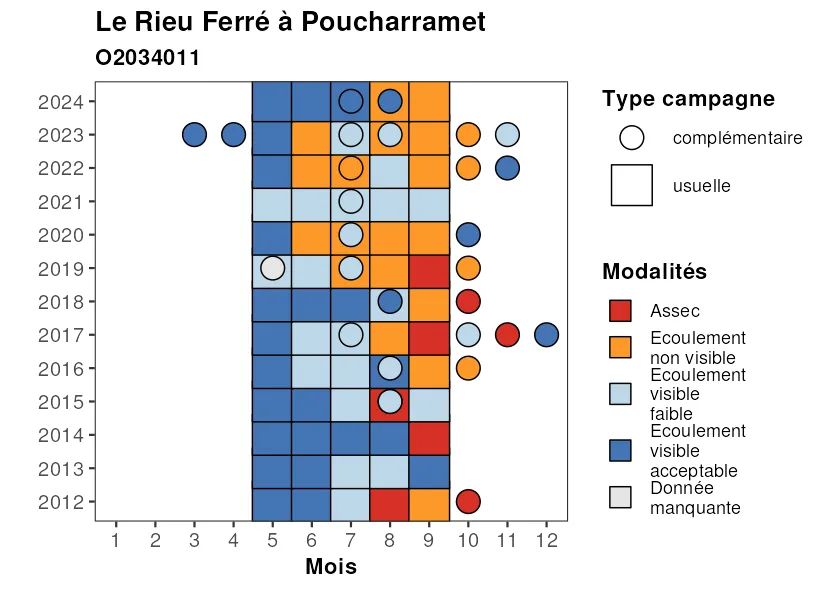 Le Rieu Ferré à Poucharramet
O2034011
2024
2023
2022
2021
2020
2019
2018
2017
2016
2015
2014
2013
2012
1 2 3 4 5 6 7 8 9 10 11 12
Mois
Type campagne
complémentaire
usuelle
Modalités
Assec
Ecoulement
non visible
Ecoulement
visible
faible
Ecoulement
visible
acceptable
Donnée
manquante